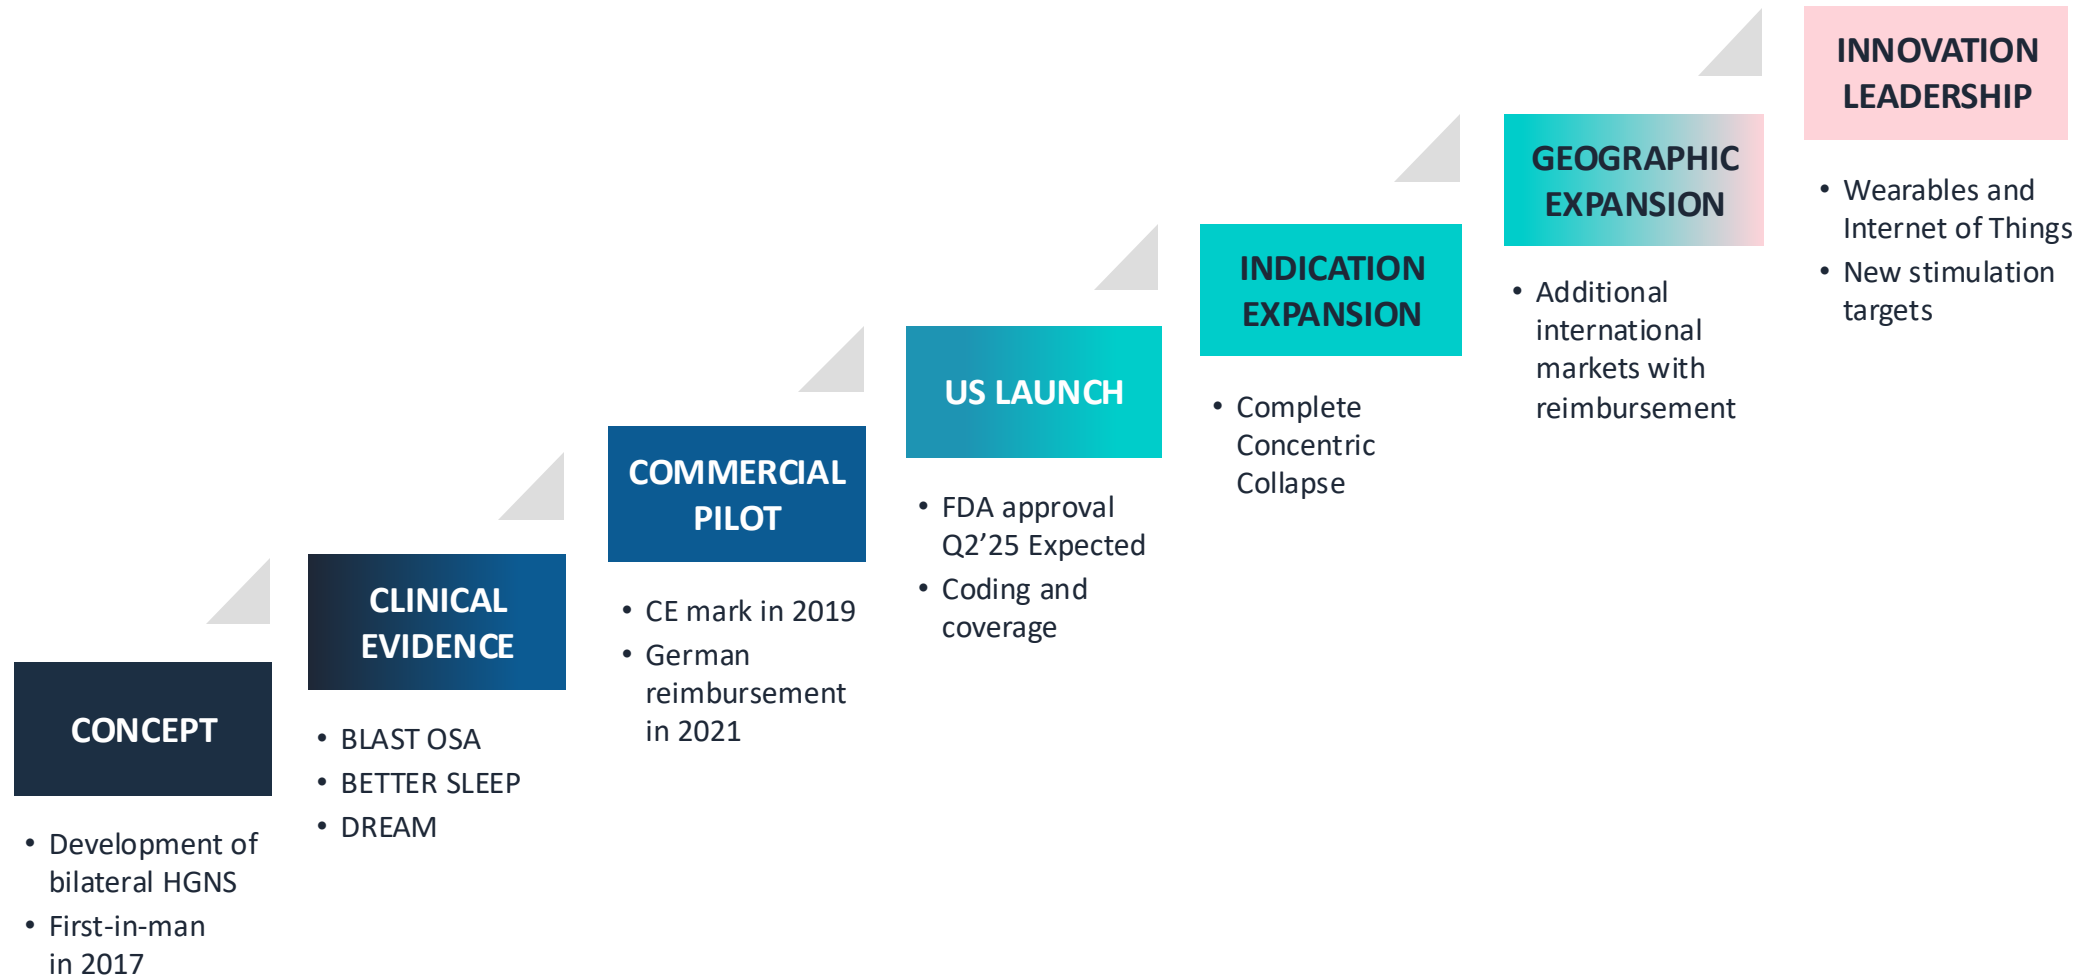 CONCEPT
• Development of
bilateral HGNS
• First-in-man
in 2017
CLINICAL
EVIDENCE
• BLAST OSA
• BETTER SLEEP
• DREAM
COMMERCIAL
PILOT
• CE mark in 2019
• German
reimbursement
in 2021
US LAUNCH
• FDA approval
Q2’25 Expected
• Coding and
coverage
INDICATION
EXPANSION
• Complete
Concentric
Collapse
GEOGRAPHIC
EXPANSION
• Additional
international
markets with
reimbursement
INNOVATION
LEADERSHIP
• Wearables and
Internet of Things
• New stimulation
targets